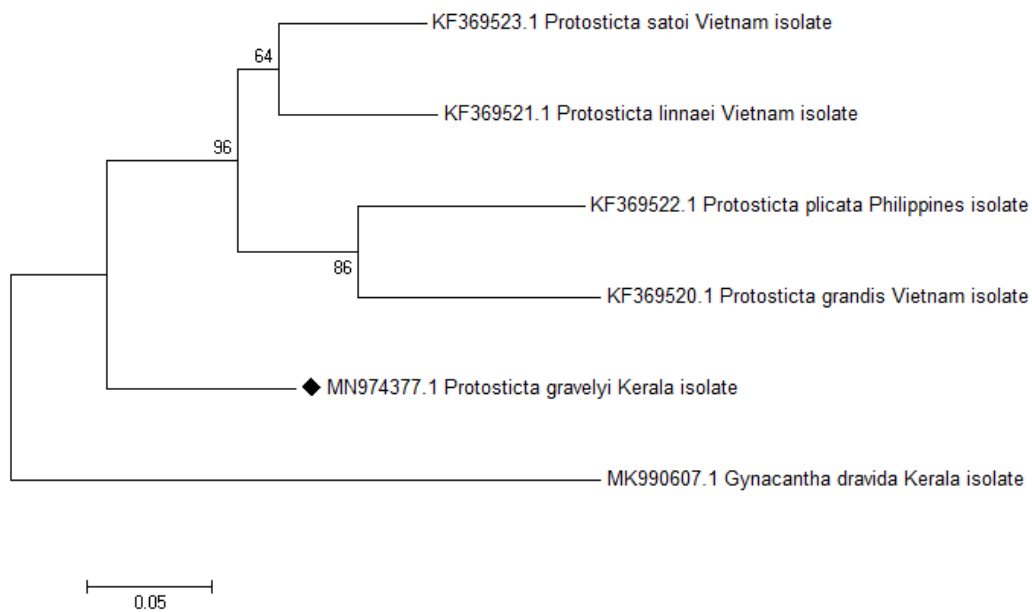 KF369523.1 Protosticta satoi Vietnam isolate
64
KF369521.1 Protosticta linnaei Vietnam isolate
96
KF369522.1 Protosticta plicata Philippines isolate
86
KF369520.1 Protosticta grandis Vietnam isolate
MN974377.1 Protosticta gravelyi Kerala isolate
MK990607.1 Gynacantha dravida Kerala isolate
0.05